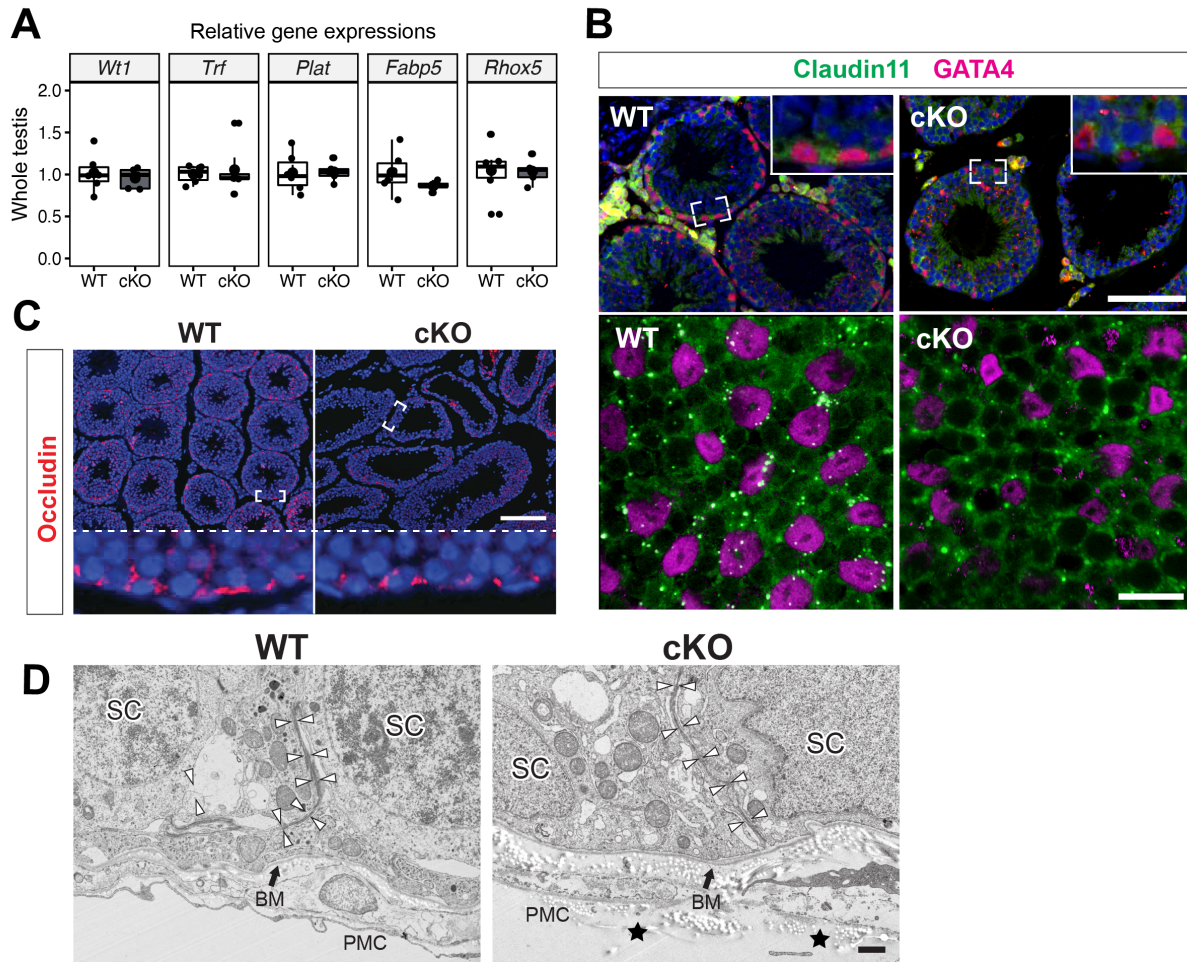 A
Relative gene expressions
Wt1 Trf Plat Fabp5 Rhox5
Whole testis
2.0
1.5
1.0
0.5
0.0
WT cKO WT cKO WT cKO WT cKO WT cKO
B
Claudin11 GATA4
WT cKO
WT cKO
C
WT cKO
Occludin
D
WT cKO
SC SC SC SC
BM BM
PMC PMC